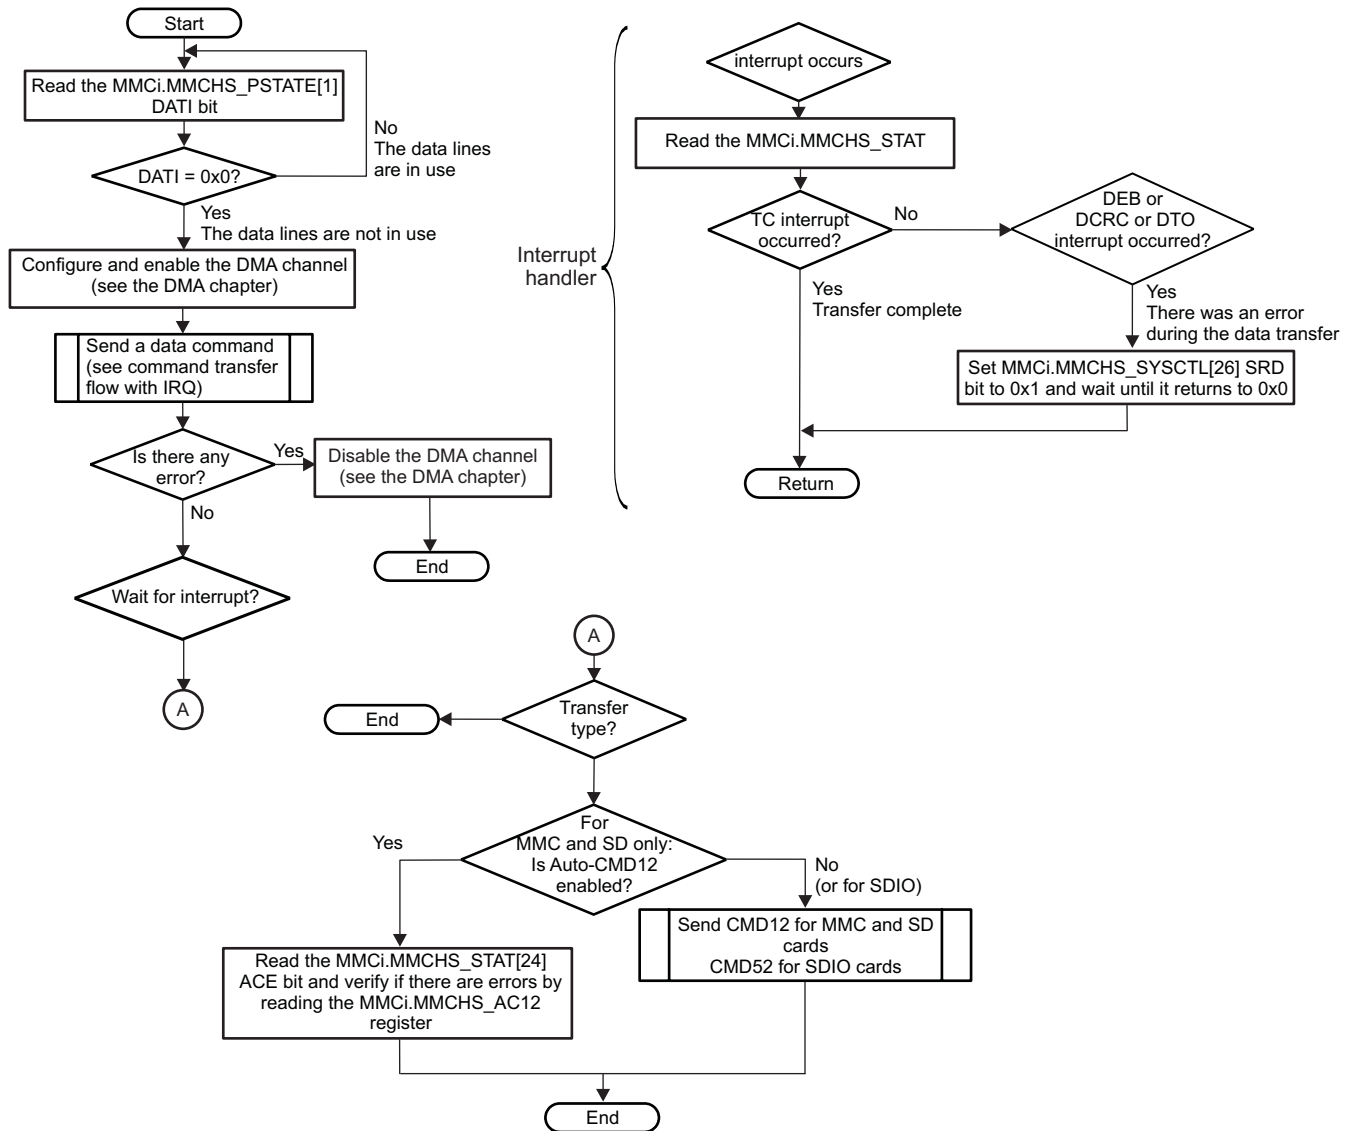 Start
Read the MMCi.MMCHS_PSTATE[1]
DATI bit
No
The data lines
are in use
DATI = 0x0?
Yes
The data lines are not in use
Configure and enable the DMA channel
(see the DMA chapter)
Send a data command
(see command transfer
flow with IRQ)
Is there any
error?
Yes
Disable the DMA channel
(see the DMA chapter)
No
End
Wait for interrupt?
A
Interrupt
handler
interrupt occurs
Read the MMCi.MMCHS_STAT
TC interrupt
occurred?
No
DEB or
DCRC or DTO
interrupt occurred?
Yes
Transfer complete
Yes
There was an error
during the data transfer
Set MMCi.MMCHS_SYSCTL[26] SRD
bit to 0x1 and wait until it returns to 0x0
Return
A
Transfer
type?
End
For
MMC and SD only:
Is Auto-CMD12
enabled?
Yes
No
(or for SDIO)
Read the MMCi.MMCHS_STAT[24]
ACE bit and verify if there are errors by
reading the MMCi.MMCHS_AC12
register
Send CMD12 for MMC and SD
cards
CMD52 for SDIO cards
End